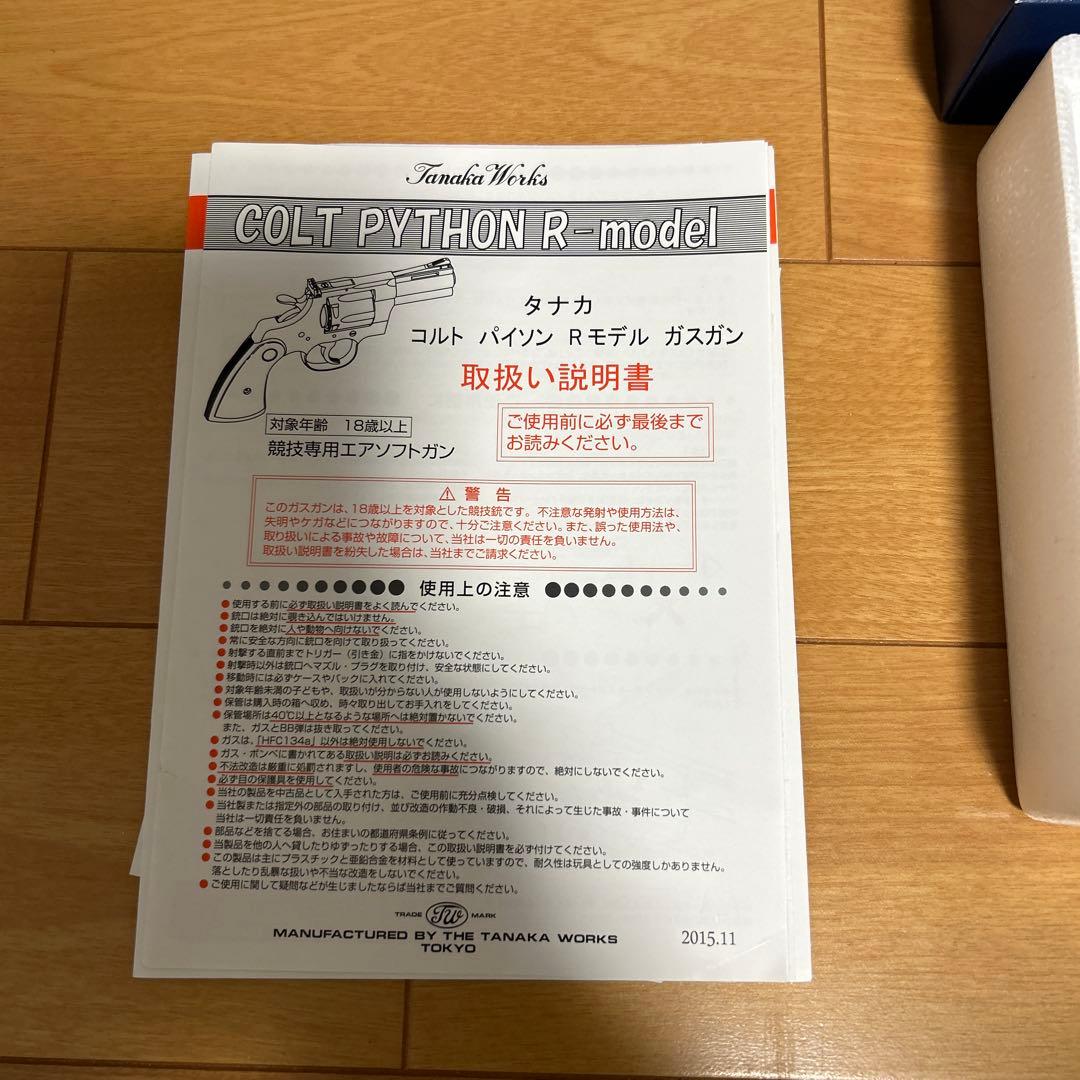 Tanaka Works
COLT PYTHON R-model
タナカ
コルト パイソン Rモデル ガスガン
取扱い説明書
対象年齢 18歳以上
競技専用エアソフトガン
ご使用前に必ず最後まで
お読みください。
⚠ 警 告
このガスガンは、18歳以上を対象とした競技銃です。不注意な発射や使用方法は、
失明やケガなどにつながりますので、十分ご注意ください。また、誤った使用法や、
取り扱いによる事故や故障について、当社は一切の責任を負いません。
取扱い説明書を紛失した場合は、当社までご請求ください。
使用上の注意
●使用する前に必ず取扱い説明書をよく読んでください。
●銃口は絶対に覗き込んではいけません。
●銃口を絶対に人や動物へ向けないでください。
●常に安全な方向に銃口を向けて取り扱ってください。
●射撃する直前までトリガー（引き金）に指をかけないでください。
●射撃時以外は銃口へマズル・プラグを取り付け、安全な状態にしてください。
●移動時には必ずケースやバックに入れてください。
●対象年齢未満の子どもや、取扱いが分からない人が使用しないようにしてください。
●保管は購入時の箱へ収め、時々取り出してお手入れをしてください。
●保管場所は40℃以上となるような場所へは絶対置かないでください。
また、ガスとBB弾は抜き取ってください。
●ガスは、「HFC134a」以外は絶対使用しないでください。
●ガス・ボンベに書かれてある取扱い説明は必ずお読みください。
●不法改造は厳重に処罰されますし、使用者の危険な事故につながりますので、絶対にしないでください。
●必ず目の保護具を使用してください。
●当社の製品を中古品として入手された方は、ご使用前に充分点検してください。
●当社製または指定外の部品の取り付け、並び改造の作動不良・破損、それによって生じた事故・事件について
当社は一切責任を負いません。
●部品などを捨てる場合、お住まいの都道府県条例に従ってください。
●当製品を他の人へ貸したりゆずったりする場合、この取扱い説明書を必ず付けてください。
●この製品は主にプラスチックと亜鉛合金を材料として使っていますので、耐久性は玩具としての強度しかありません。
落としたり乱暴な扱いや不当な改造をしないでください。
●ご使用に関して疑問などが生じましたならば当社までご質問ください。
TRADE TW MARK
MANUFACTURED BY THE TANAKA WORKS
TOKYO
2015.11